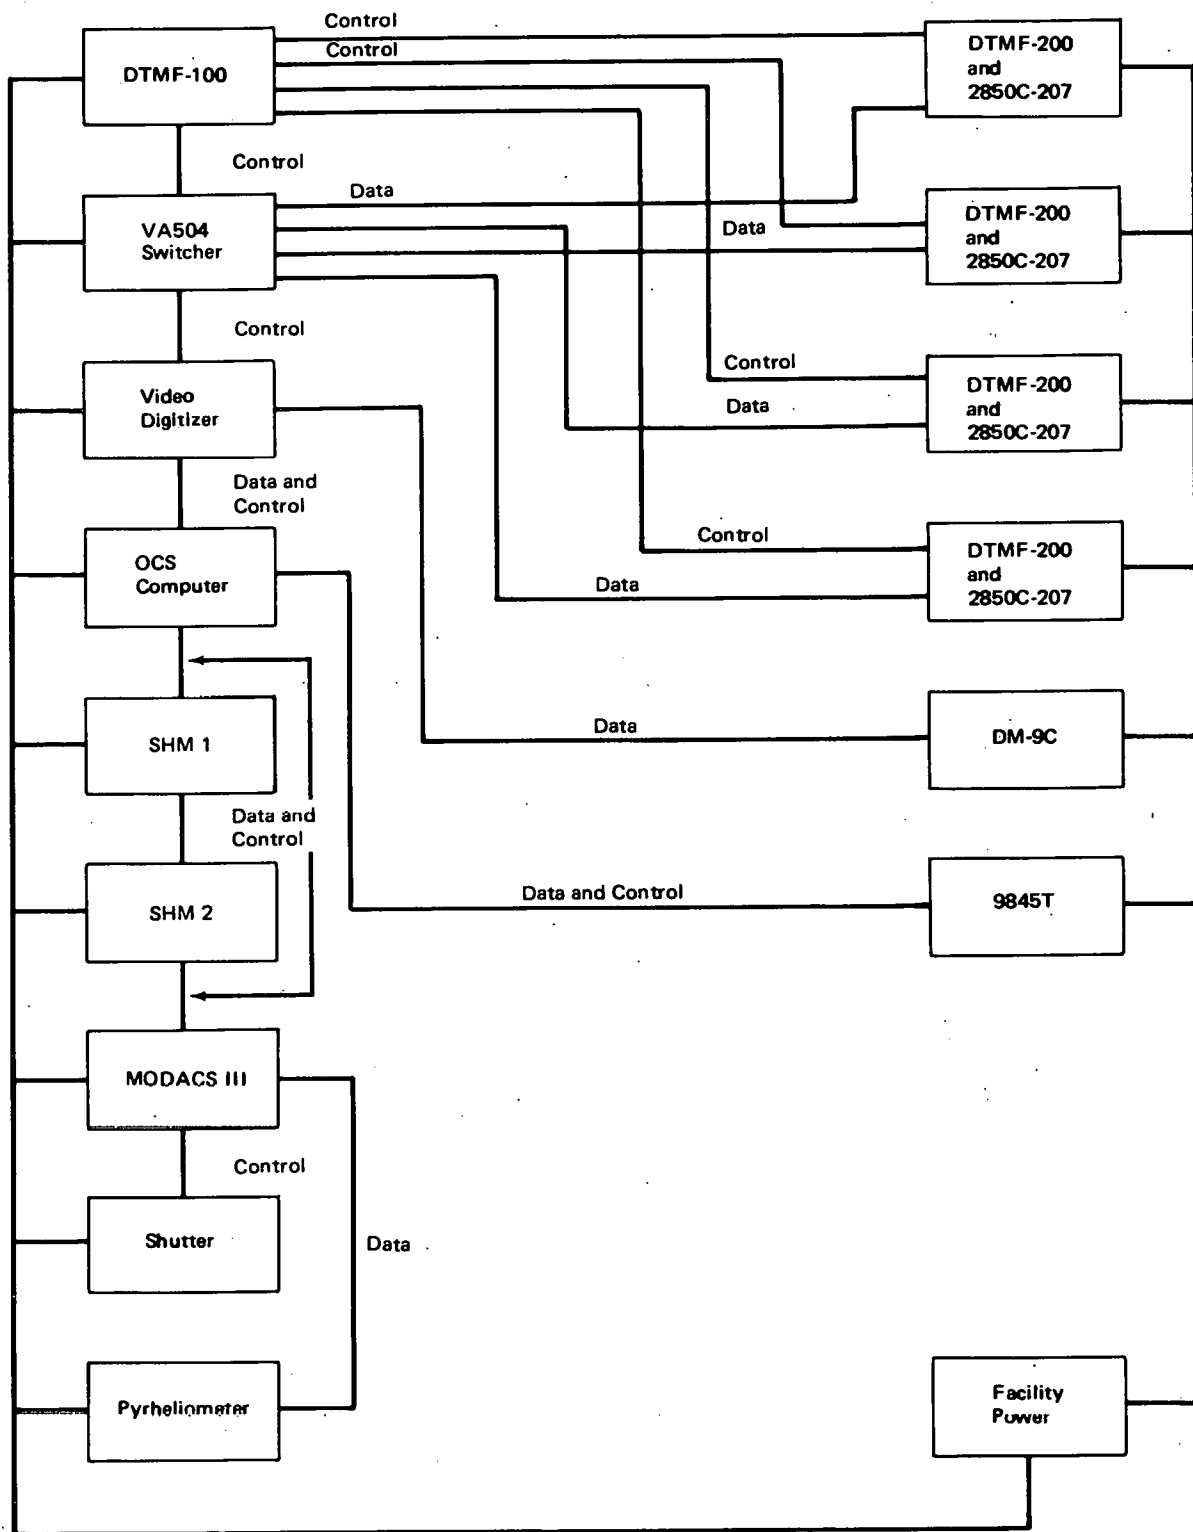 Control
Control
DTMF-100
DTMF-200
and
2850C-207
Control
Data
VA504
Switcher
Data
DTMF-200
and
2850C-207
Control
Video
Digitizer
Control
Data
DTMF-200
and
2850C-207
Data and
Control
OCS
Computer
Control
Data
DTMF-200
and
2850C-207
SHM 1
Data
DM-9C
Data and
Control
SHM 2
Data and Control
9845T
MODACS III
Control
Shutter
Data
Pyrheliometer
Facility
Power